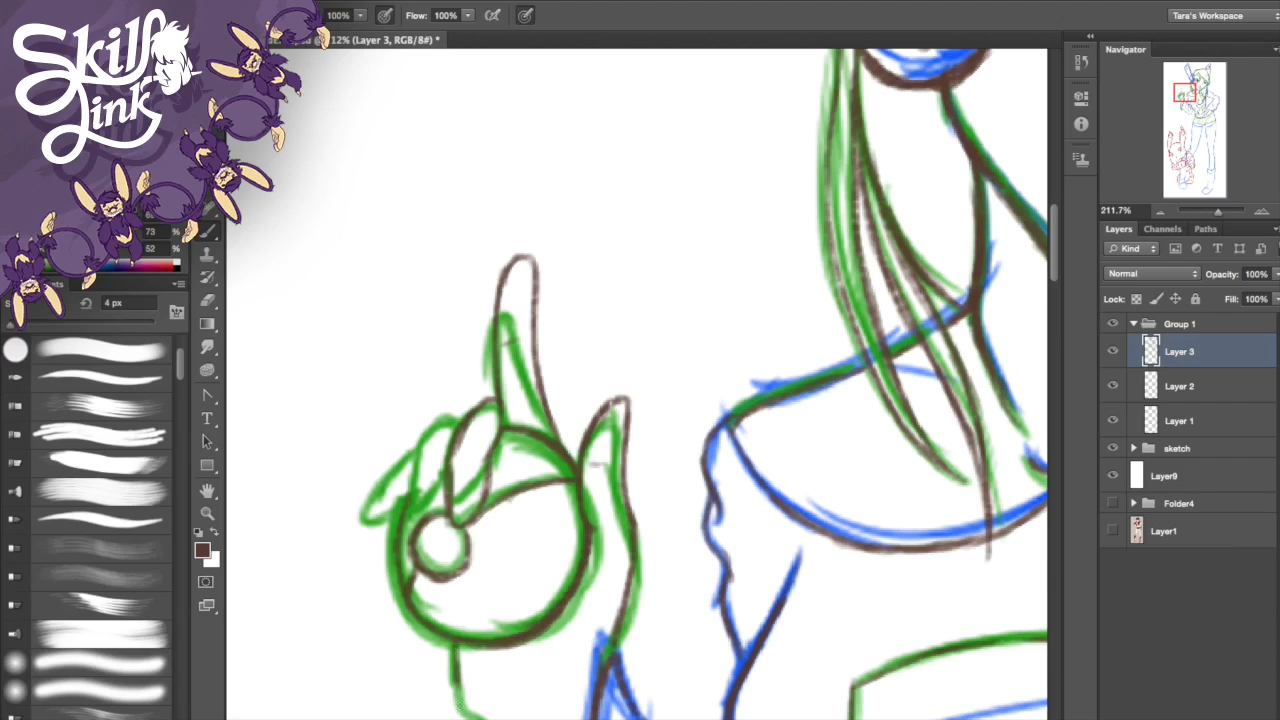 Skill
Link
100%
Flow: 100%
Tara's Workspace
12% (Layer 3, RGB/8#) *
Navigator
211.7%
Layers Channels Paths
Kind
Normal Opacity: 100%
Lock: Fill: 100%
Group 1
Layer 3
Layer 2
Layer 1
sketch
Layer9
Folder4
Layer1
73 %
52 %
4 px